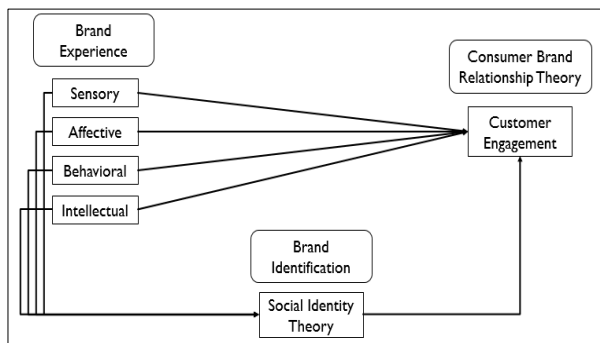 Brand
Experience
Consumer Brand
Relationship Theory
Sensory
Affective
Customer
Engagement
Behavioral
Intellectual
Brand
Identification
Social Identity
Theory